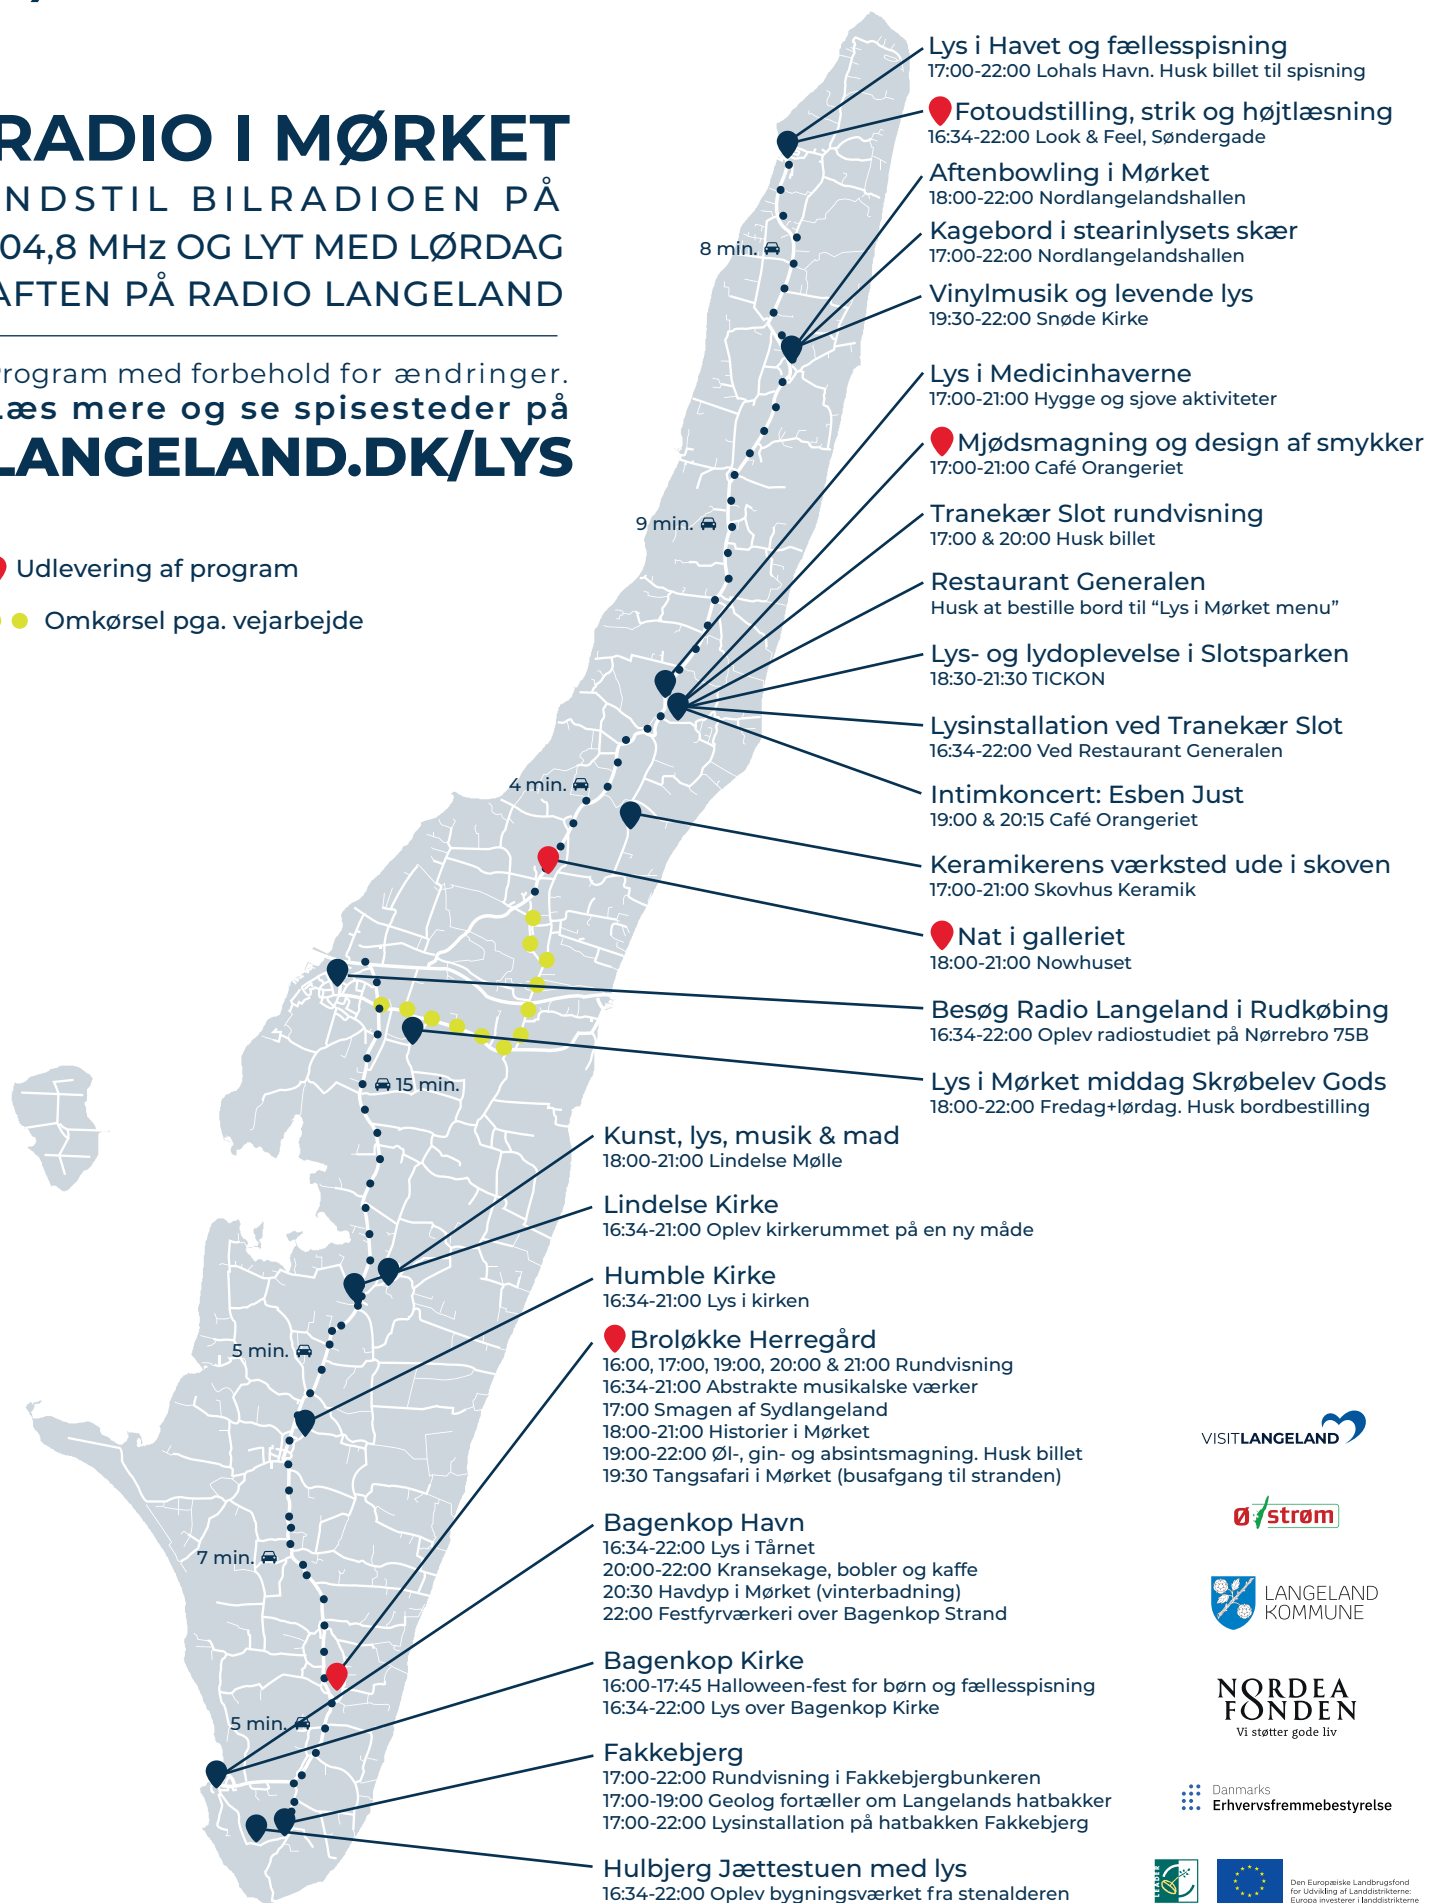 RADIO I MØRKET
INDSTIL BILRADIOEN PÅ
04,8 MHz OG LYT MED LØRDAG
AFTEN PÅ RADIO LANGELAND
Program med forbehold for ændringer.
Læs mere og se spisesteder på
LANGELAND.DK/LYS
Udlevering af program
Omkørsel pga. vejarbejde
Lys i Havet og fællesspisning
17:00-22:00 Lohals Havn. Husk billet til spisning
Fotoudstilling, strik og højtlæsning
16:34-22:00 Look & Feel, Søndergade
Aftenbowling i Mørket
18:00-22:00 Nordlangelandshallen
Kagebord i stearinlysets skær
17:00-22:00 Nordlangelandshallen
Vinylmusik og levende lys
19:30-22:00 Snøde Kirke
Lys i Medicinhaverne
17:00-21:00 Hygge og sjove aktiviteter
Mjødsmagning og design af smykker
17:00-21:00 Café Orangeriet
Tranekær Slot rundvisning
17:00 & 20:00 Husk billet
Restaurant Generalen
Husk at bestille bord til “Lys i Mørket menu”
Lys- og lydoplevelse i Slotsparken
18:30-21:30 TICKON
Lysinstallation ved Tranekær Slot
16:34-22:00 Ved Restaurant Generalen
Intimkoncert: Esben Just
19:00 & 20:15 Café Orangeriet
Keramikerens værksted ude i skoven
17:00-21:00 Skovhus Keramik
Nat i galleriet
18:00-21:00 Nowhuset
Besøg Radio Langeland i Rudkøbing
16:34-22:00 Oplev radiostudiet på Nørrebro 75B
Lys i Mørket middag Skrøbelev Gods
18:00-22:00 Fredag+lørdag. Husk bordbestilling
8 min.
9 min.
4 min.
15 min.
5 min.
7 min.
5 min.
Kunst, lys, musik & mad
18:00-21:00 Lindelse Mølle
Lindelse Kirke
16:34-21:00 Oplev kirkerummet på en ny måde
Humble Kirke
16:34-21:00 Lys i kirken
Broløkke Herregård
16:00, 17:00, 19:00, 20:00 & 21:00 Rundvisning
16:34-21:00 Abstrakte musikalske værker
17:00 Smagen af Sydlangeland
18:00-21:00 Historier i Mørket
19:00-22:00 Øl-, gin- og absintsmagning. Husk billet
19:30 Tangsafari i Mørket (busafgang til stranden)
Bagenkop Havn
16:34-22:00 Lys i Tårnet
20:00-22:00 Kransekage, bobler og kaffe
20:30 Havdyp i Mørket (vinterbadning)
22:00 Festfyrværkeri over Bagenkop Strand
Bagenkop Kirke
16:00-17:45 Halloween-fest for børn og fællesspisning
16:34-22:00 Lys over Bagenkop Kirke
Fakkebjerg
17:00-22:00 Rundvisning i Fakkebjergbunkeren
17:00-19:00 Geolog fortæller om Langelands hatbakker
17:00-22:00 Lysinstallation på hatbakken Fakkebjerg
Hulbjerg Jættestuen med lys
16:34-22:00 Oplev bygningsværket fra stenalderen
VISITLANGELAND
Ø strøm
LANGELAND
KOMMUNE
NORDEA
FONDEN
Vi støtter gode liv
Danmarks
Erhvervsfremmebestyrelse
LEADER
Den Europæiske Landbrugsfond
for Udvikling af Landdistrikterne:
Europa investerer i landdistrikterne